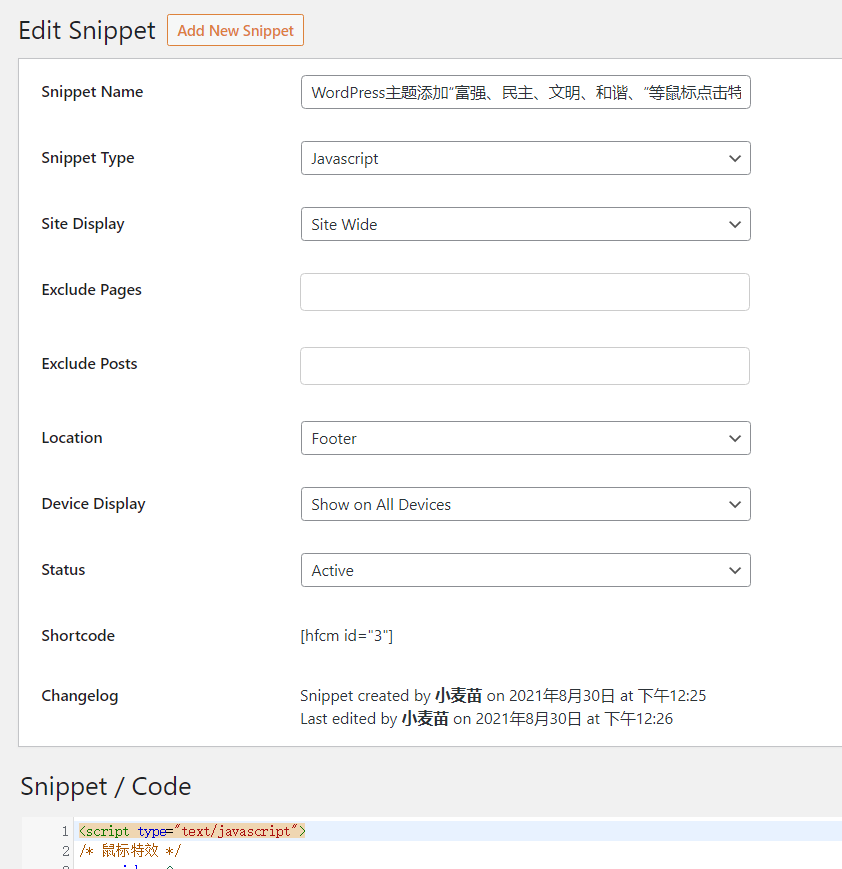 Edit Snippet Add New Snippet
Snippet Name WordPress主题添加“富强、民主、文明、和谐、“等鼠标点击特
Snippet Type Javascript
Site Display Site Wide
Exclude Pages
Exclude Posts
Location Footer
Device Display Show on All Devices
Status Active
Shortcode [hfcm id="3"]
Changelog Snippet created by 小麦苗 on 2021年8月30日 at 下午12:25
Last edited by 小麦苗 on 2021年8月30日 at 下午12:26
Snippet / Code
1 <script type="text/javascript">
2 /* 鼠标特效 */